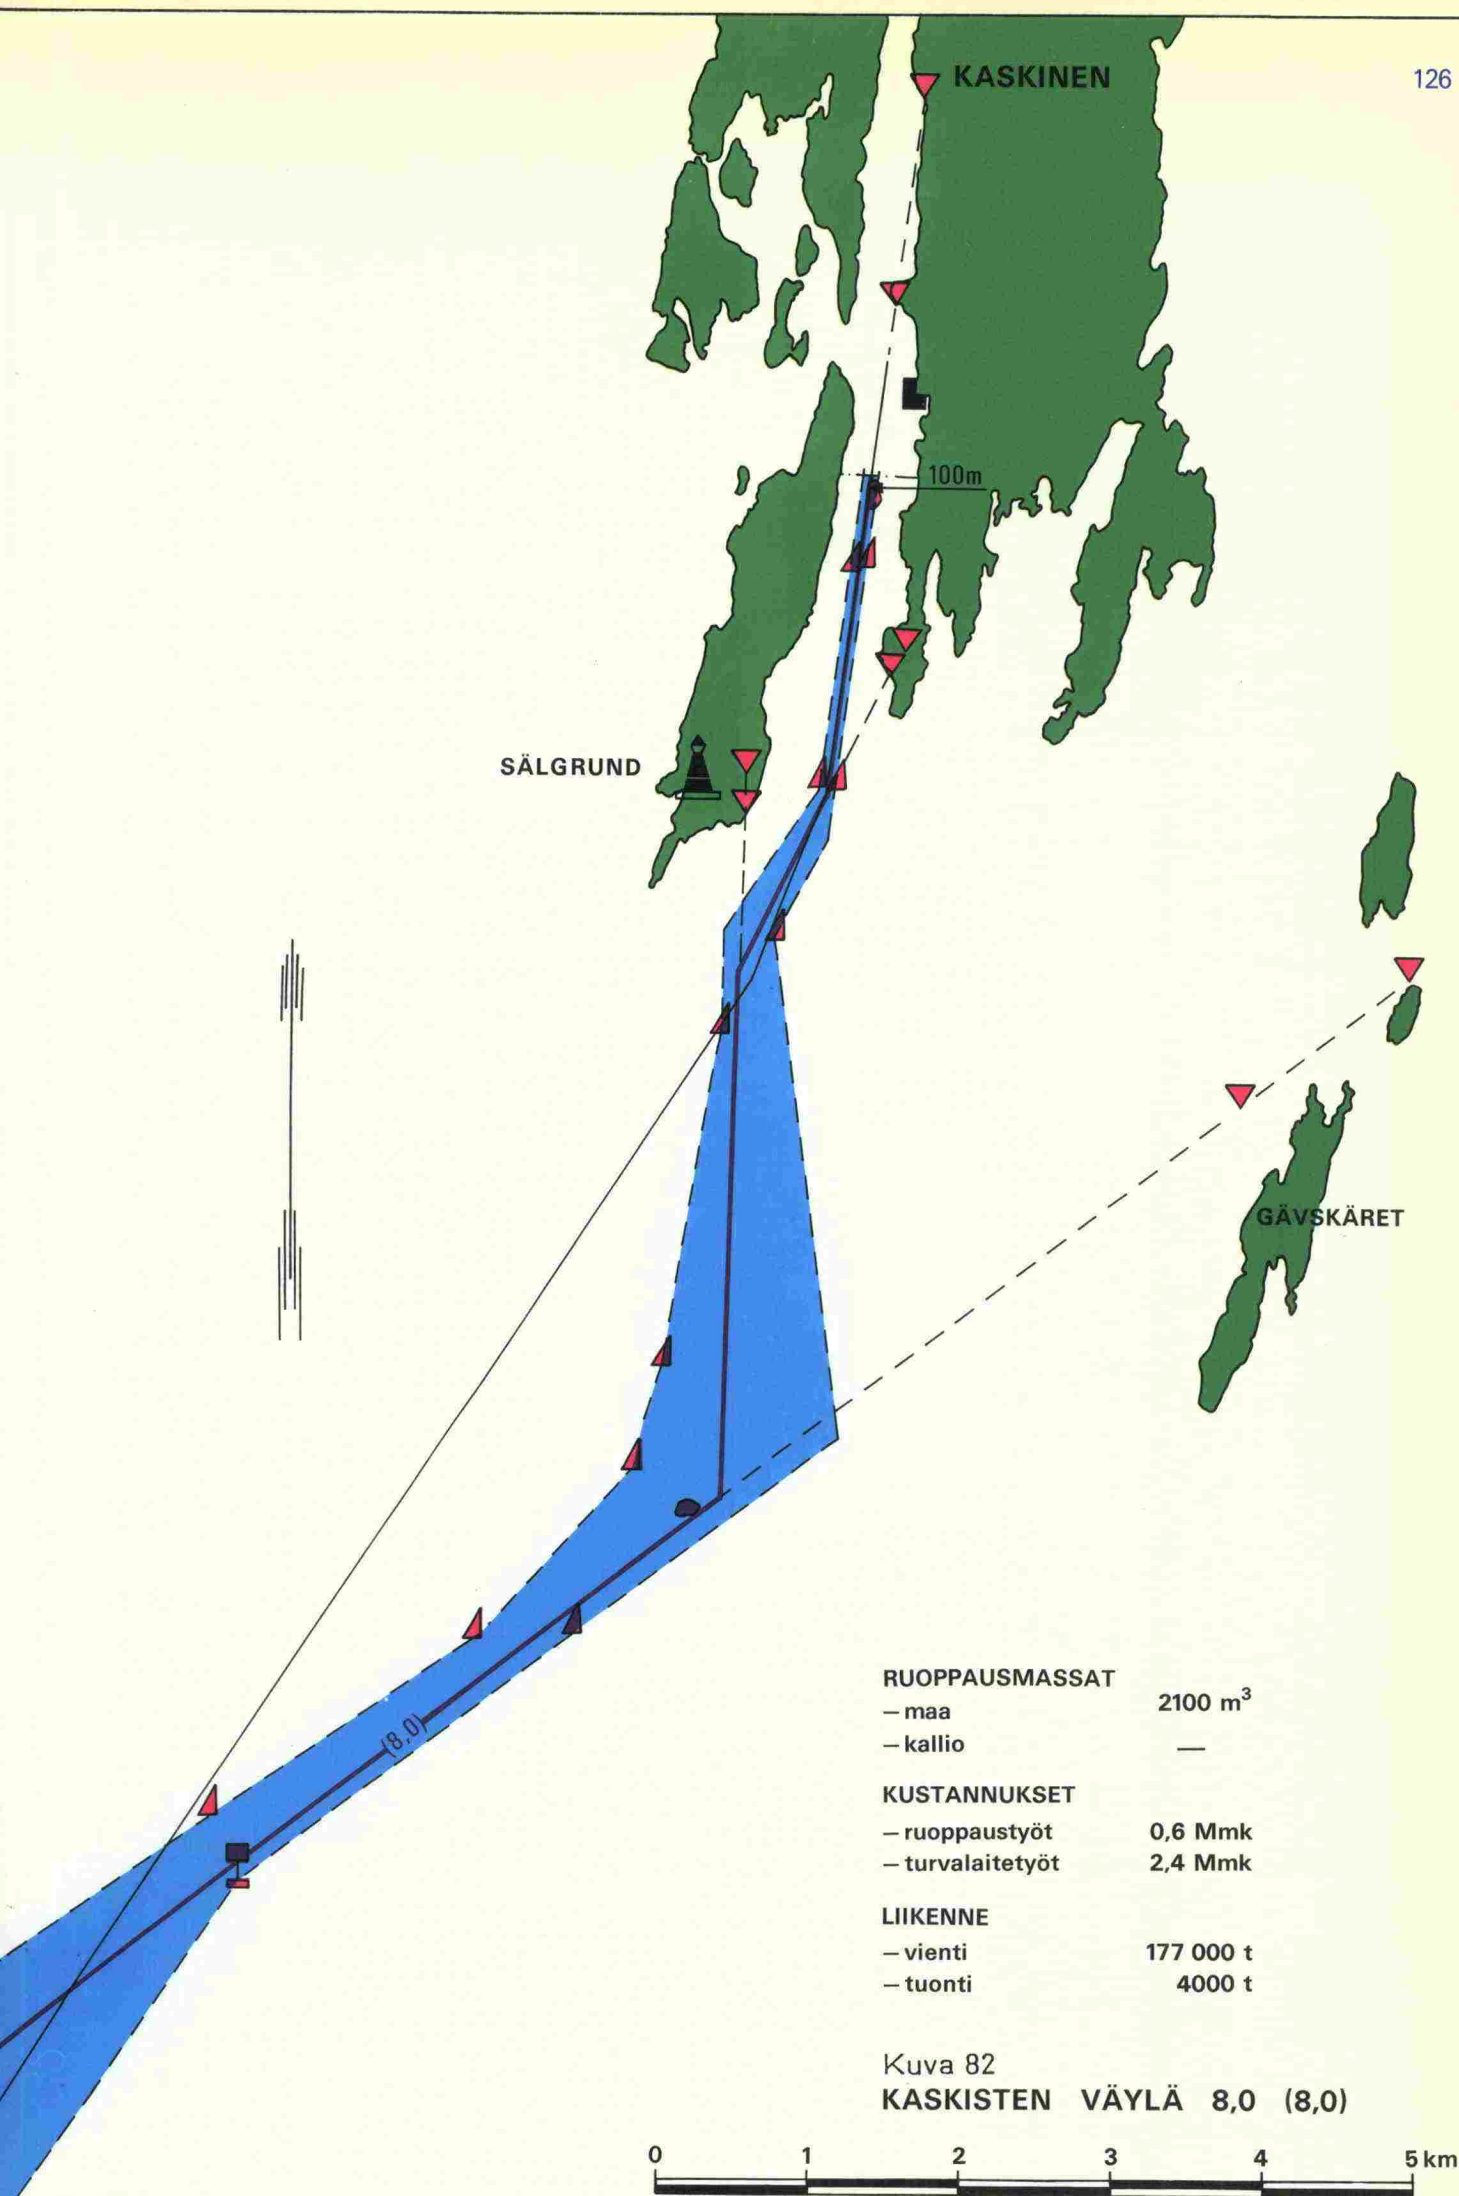 KASKINEN
126
100m
SÄLGRUND
GÄVSKÄRET
(8,0)
RUOPPAUSMASSAT
– maa 2100 m³
– kallio —
KUSTANNUKSET
– ruoppaustyöt 0,6 Mmk
– turvalaitetyöt 2,4 Mmk
LIIKENNE
– vienti 177 000 t
– tuonti 4000 t
Kuva 82
KASKISTEN VÄYLÄ 8,0 (8,0)
0 1 2 3 4 5 km